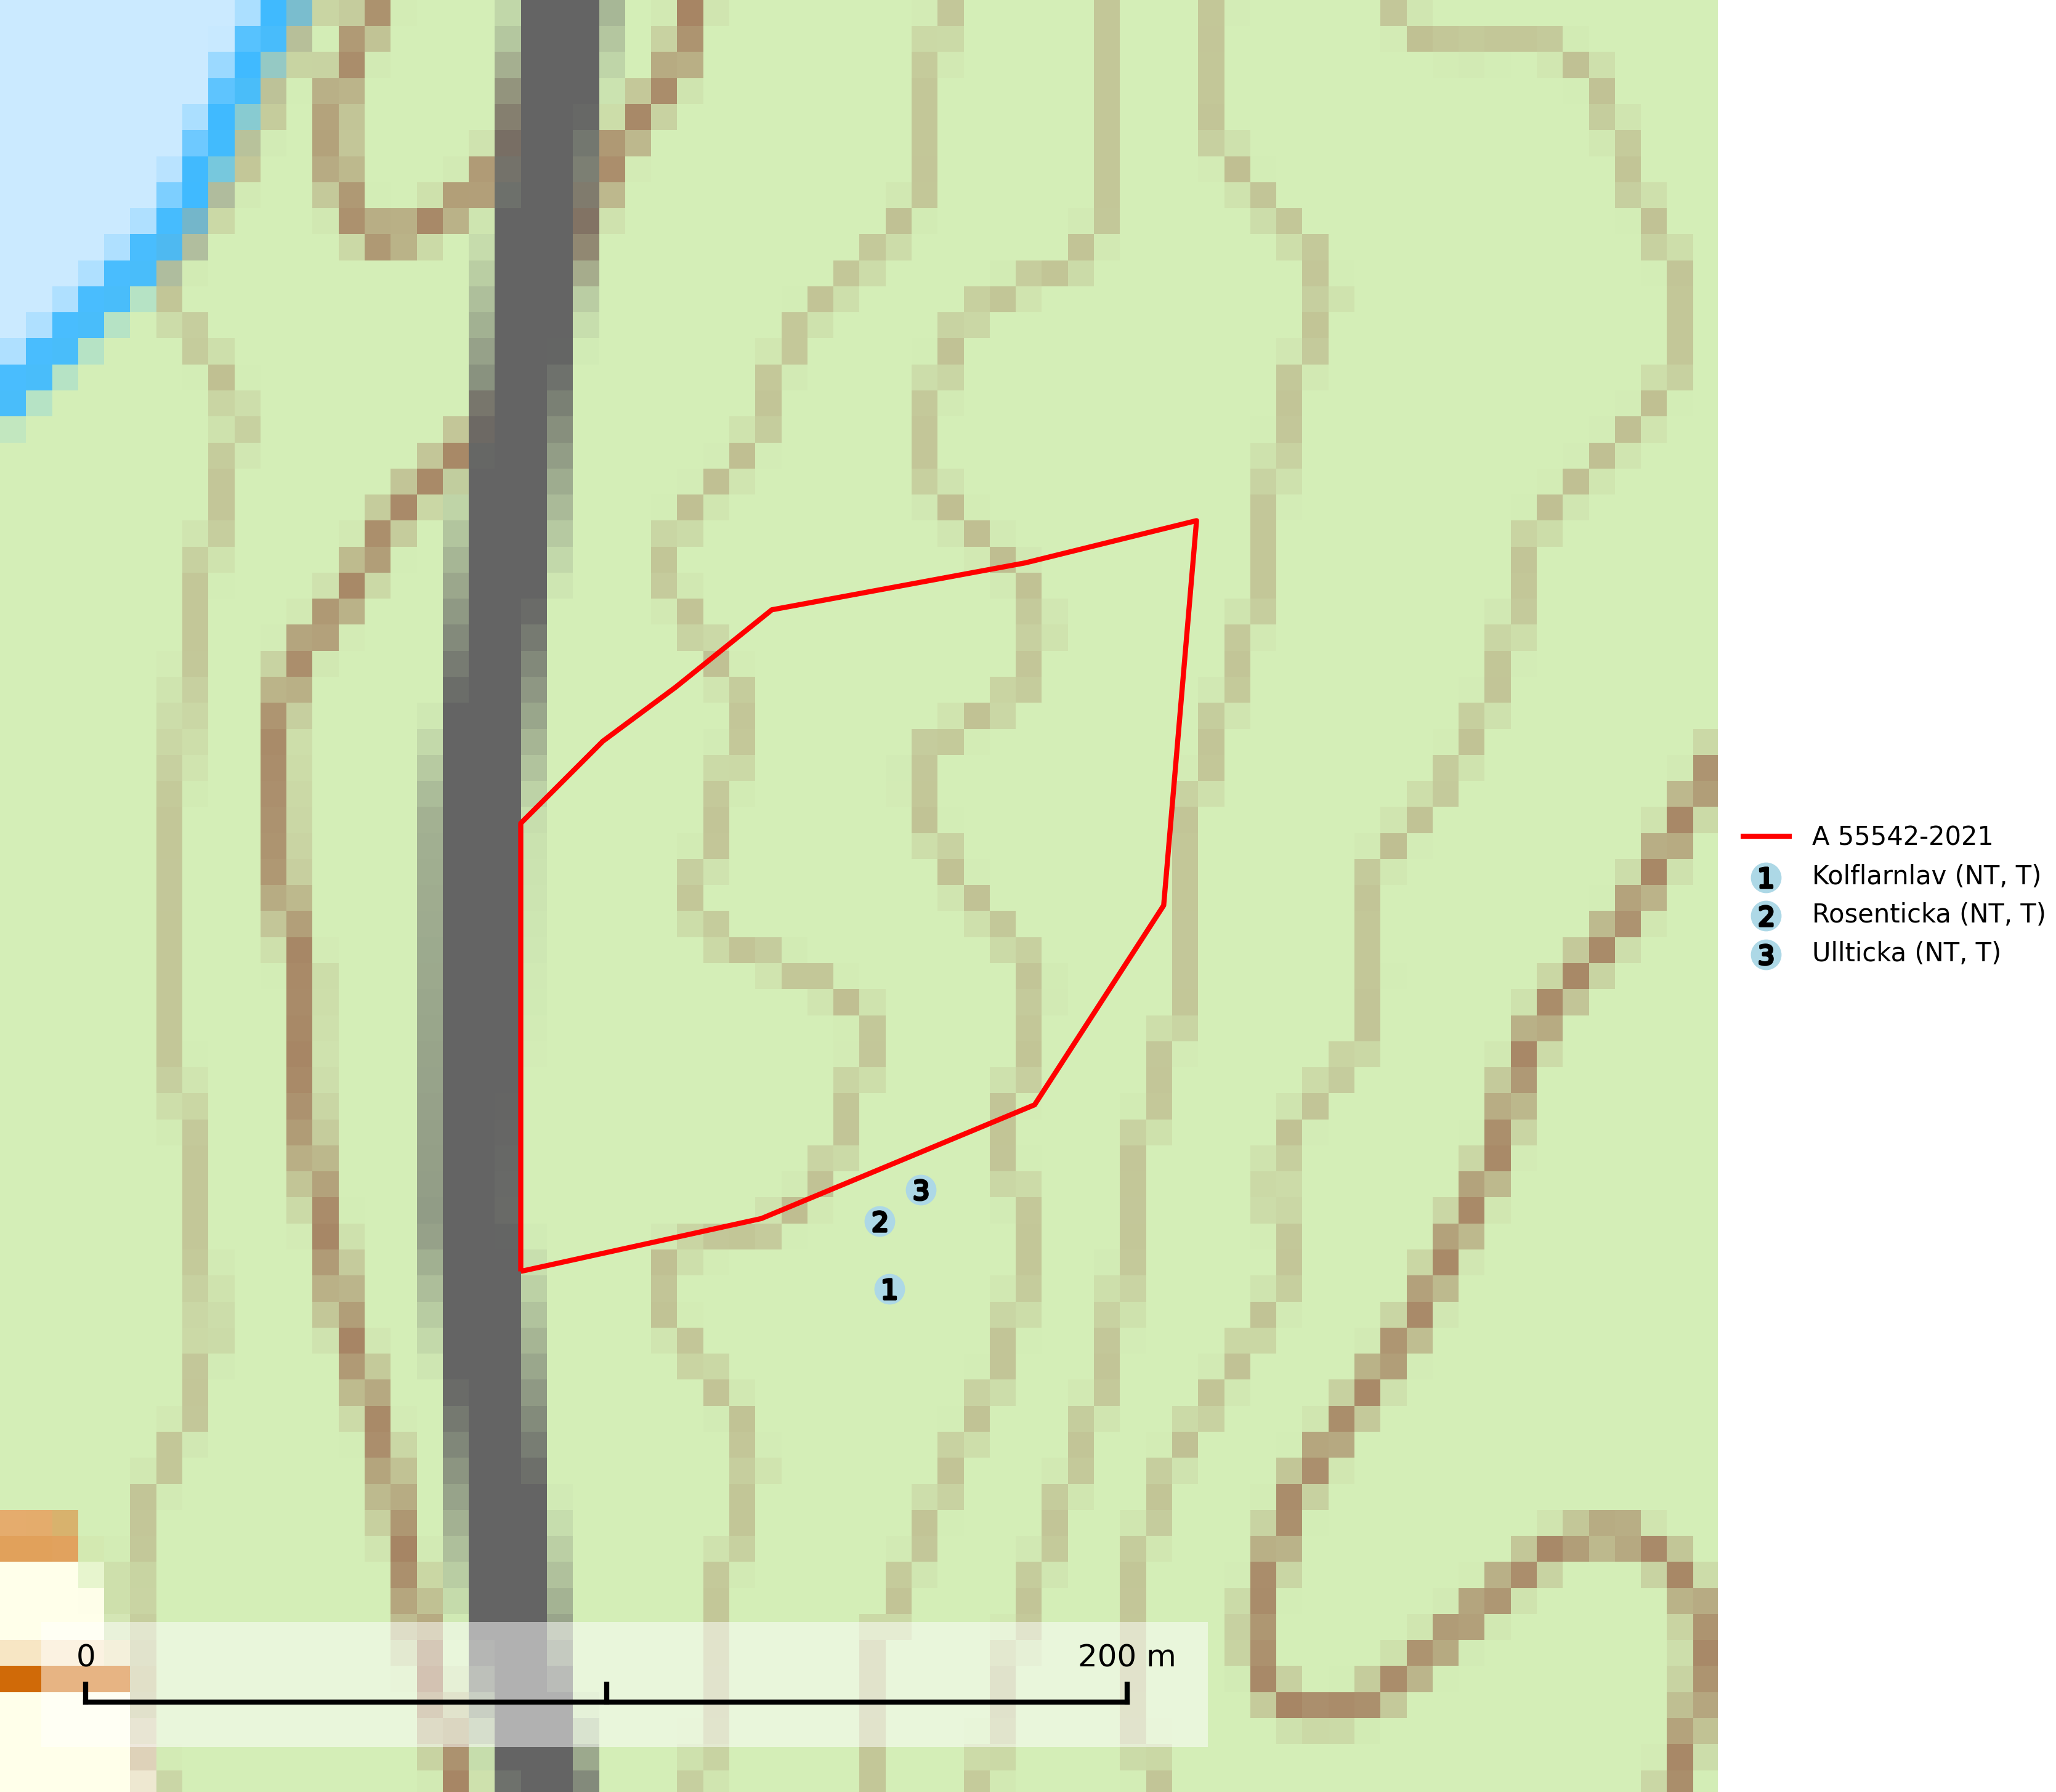 A 55542-2021
1 Kolflarnlav (NT, T)
2 Rosenticka (NT, T)
3 Ullticka (NT, T)
3
2
1
0 200 m